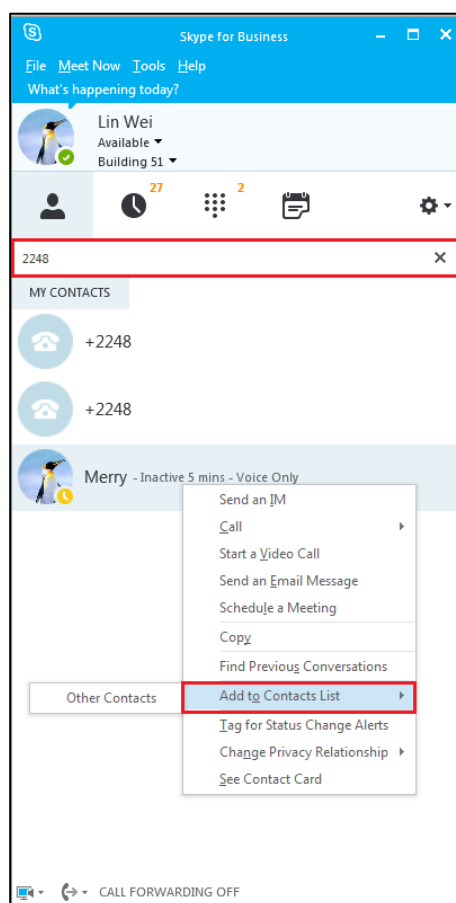 Skype for Business
File Meet Now Tools Help
What's happening today?
Lin Wei
Available
Building 51
27 2
2248
MY CONTACTS
+2248
+2248
Merry - Inactive 5 mins - Voice Only
Send an IM
Call
Start a Video Call
Send an Email Message
Schedule a Meeting
Copy
Find Previous Conversations
Other Contacts Add to Contacts List
Tag for Status Change Alerts
Change Privacy Relationship
See Contact Card
CALL FORWARDING OFF